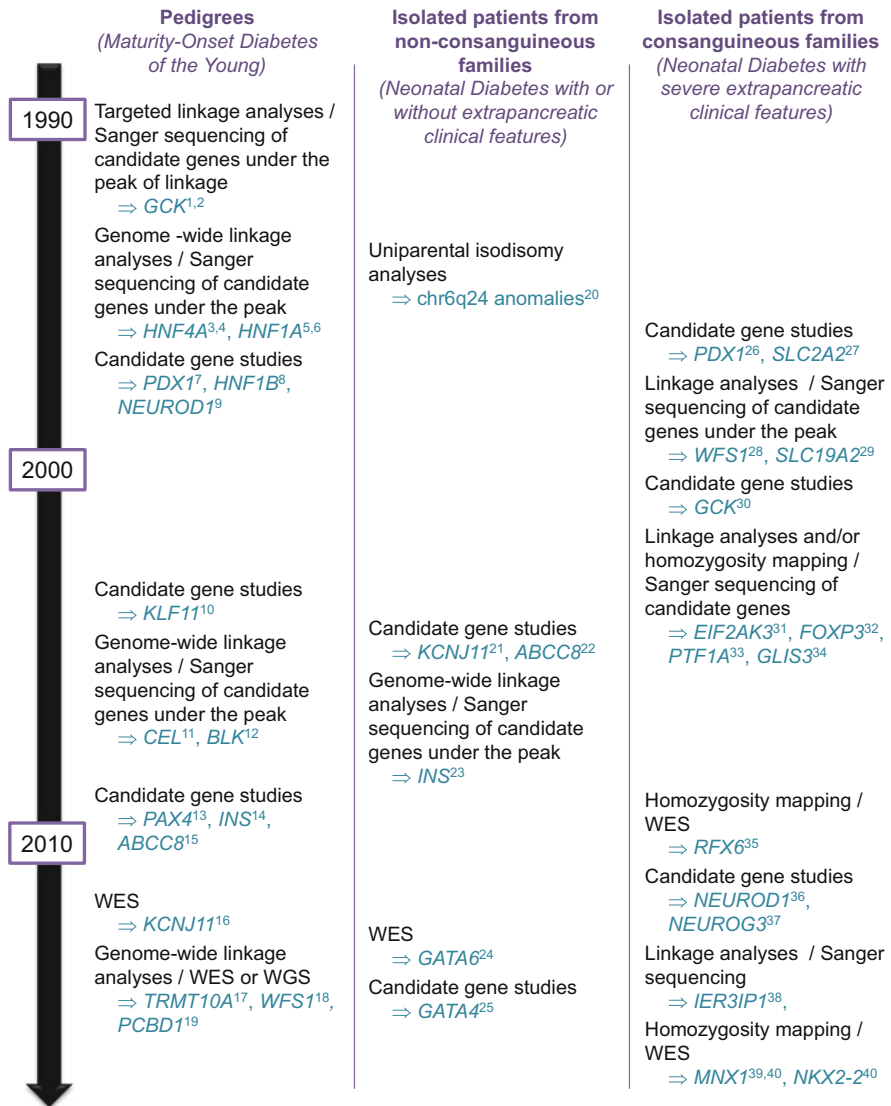 1990
2000
2010
Pedigrees
(Maturity-Onset Diabetes
of the Young)
Targeted linkage analyses /
Sanger sequencing of
candidate genes under the
peak of linkage
⇒ GCK1,2
Genome -wide linkage
analyses / Sanger
sequencing of candidate
genes under the peak
⇒ HNF4A3,4, HNF1A5,6
Candidate gene studies
⇒ PDX17, HNF1B8,
NEUROD19
Candidate gene studies
⇒ KLF1110
Genome-wide linkage
analyses / Sanger
sequencing of candidate
genes under the peak
⇒ CEL11, BLK12
Candidate gene studies
⇒ PAX413, INS14,
ABCC815
WES
⇒ KCNJ1116
Genome-wide linkage
analyses / WES or WGS
⇒ TRMT10A17, WFS118,
PCBD119
Isolated patients from
non-consanguineous
families
(Neonatal Diabetes with or
without extrapancreatic
clinical features)
Uniparental isodisomy
analyses
⇒ chr6q24 anomalies20
Candidate gene studies
⇒ KCNJ1121, ABCC822
Genome-wide linkage
analyses / Sanger
sequencing of candidate
genes under the peak
⇒ INS23
WES
⇒ GATA624
Candidate gene studies
⇒ GATA425
Isolated patients from
consanguineous families
(Neonatal Diabetes with
severe extrapancreatic
clinical features)
Candidate gene studies
⇒ PDX126, SLC2A227
Linkage analyses / Sanger
sequencing of candidate
genes under the peak
⇒ WFS128, SLC19A229
Candidate gene studies
⇒ GCK30
Linkage analyses and/or
homozygosity mapping /
Sanger sequencing of
candidate genes
⇒ EIF2AK331, FOXP332,
PTF1A33, GLIS334
Homozygosity mapping /
WES
⇒ RFX635
Candidate gene studies
⇒ NEUROD136,
NEUROG337
Linkage analyses / Sanger
sequencing
⇒ IER3IP138,
Homozygosity mapping /
WES
⇒ MNX139,40, NKX2-240